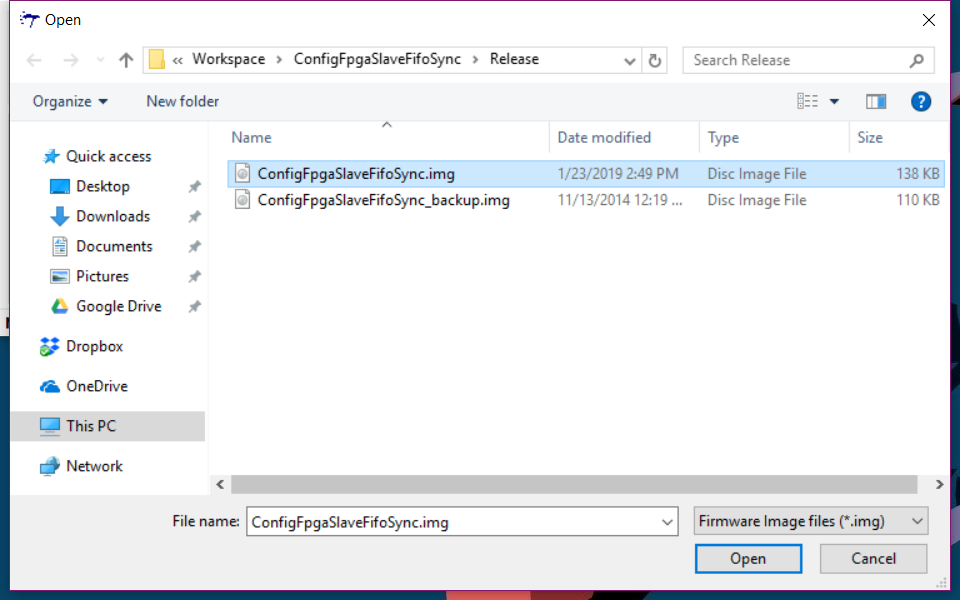 Open
« Workspace > ConfigFpgaSlaveFifoSync > Release
Search Release
Organize
New folder
?
Name
Date modified
Type
Size
Quick access
Desktop
Downloads
Documents
Pictures
Google Drive
Dropbox
OneDrive
This PC
Network
ConfigFpgaSlaveFifoSync.img 1/23/2019 2:49 PM Disc Image File 138 KB
ConfigFpgaSlaveFifoSync_backup.img 11/13/2014 12:19 ... Disc Image File 110 KB
File name: ConfigFpgaSlaveFifoSync.img
Firmware Image files (*.img)
Open
Cancel